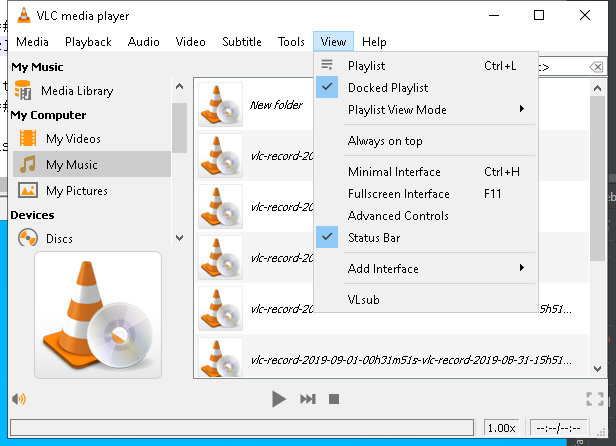 VLC media player
Media Playback Audio Video Subtitle Tools View Help
My Music
Media Library
My Computer
My Videos
My Music
My Pictures
Devices
Discs
Playlist Ctrl+L
Docked Playlist
Playlist View Mode
Always on top
Minimal Interface Ctrl+H
Fullscreen Interface F11
Advanced Controls
Status Bar
Add Interface
VLsub
New folder
vlc-record-20
vlc-record-20
vlc-record-20
vlc-record-20 5h51...
vlc-record-2019-09-01-00h31m51s-vlc-record-2019-08-31-15h51...
1.00x --:--/--:--